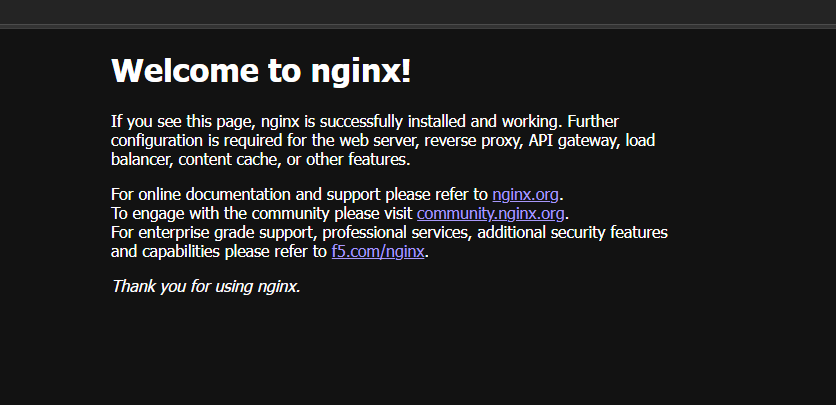 Welcome to nginx!
If you see this page, nginx is successfully installed and working. Further
configuration is required for the web server, reverse proxy, API gateway, load
balancer, content cache, or other features.
For online documentation and support please refer to nginx.org.
To engage with the community please visit community.nginx.org.
For enterprise grade support, professional services, additional security features
and capabilities please refer to f5.com/nginx.
Thank you for using nginx.